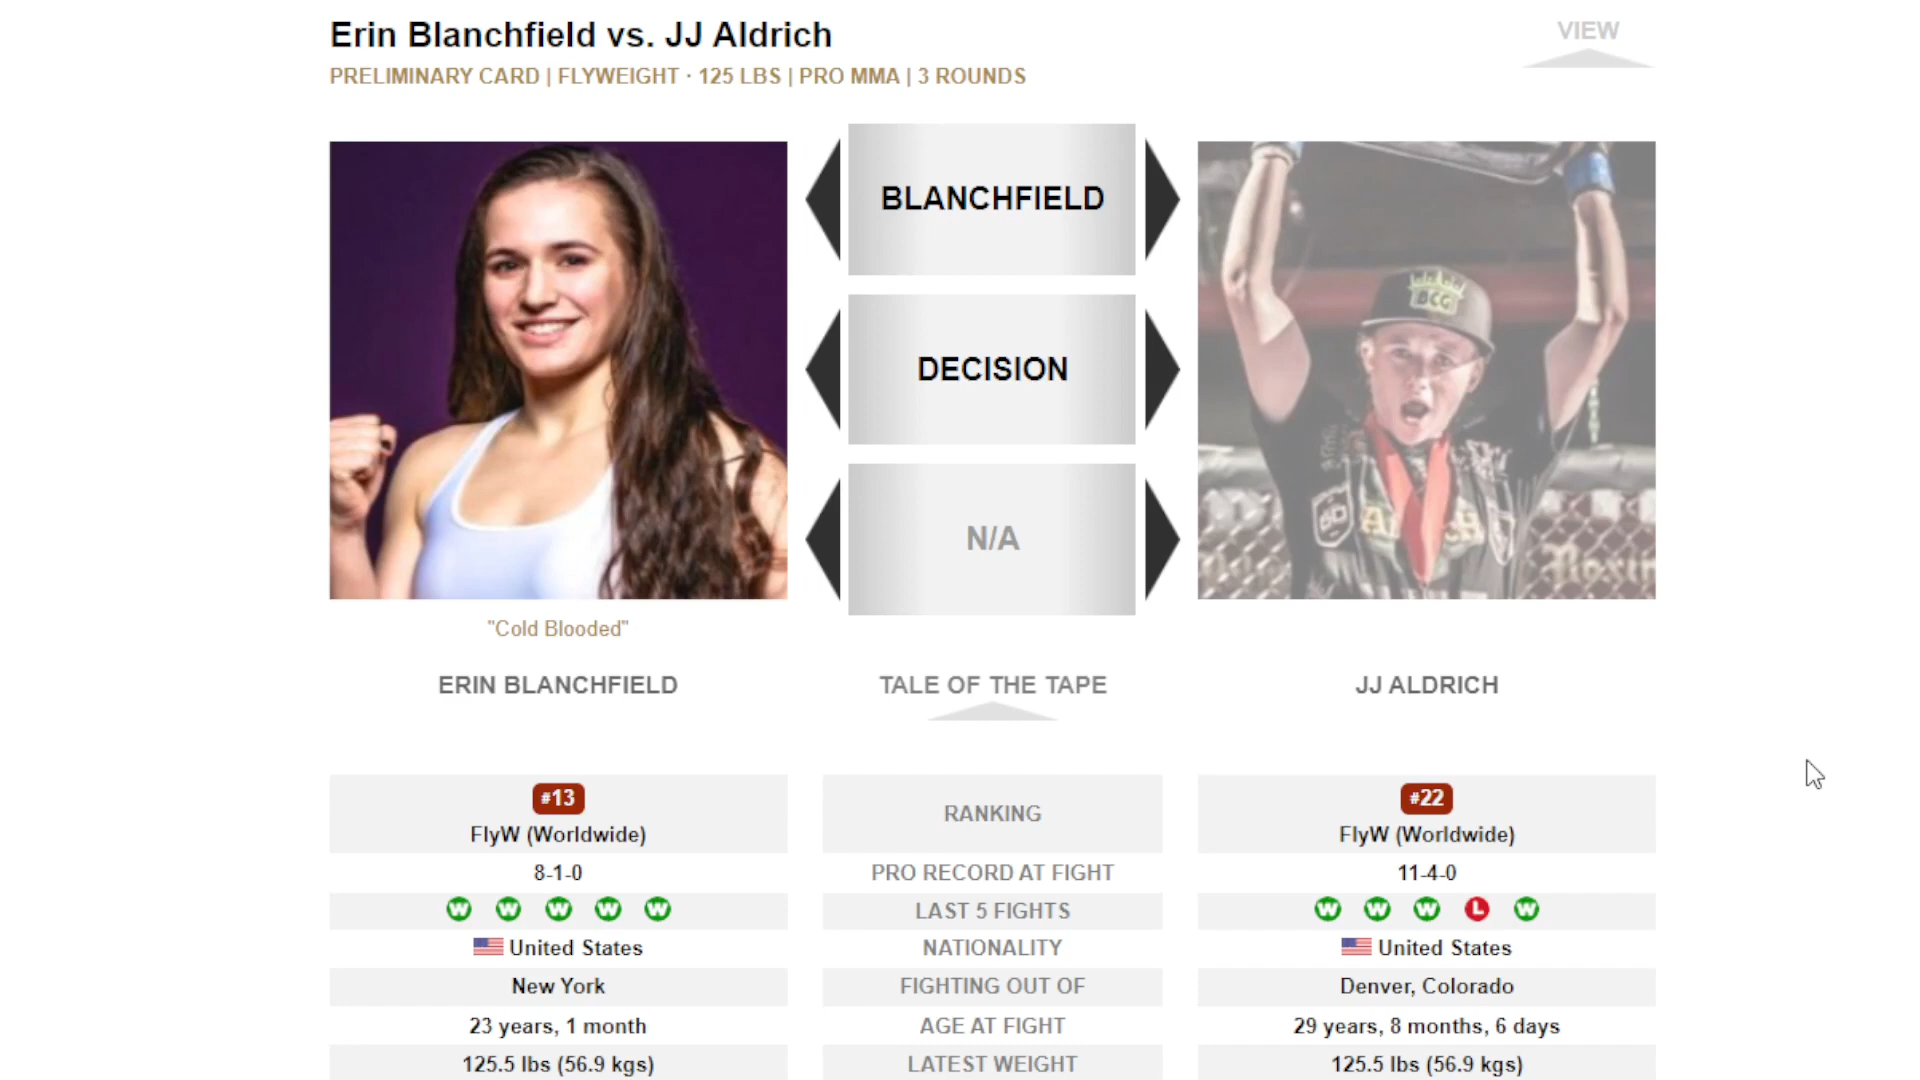 Erin Blanchfield vs. JJ Aldrich
VIEW
PRELIMINARY CARD | FLYWEIGHT · 125 LBS | PRO MMA | 3 ROUNDS
BLANCHFIELD
DECISION
N/A
BCG
"Cold Blooded"
ERIN BLANCHFIELD
TALE OF THE TAPE
JJ ALDRICH
#13
FlyW (Worldwide)
RANKING
#22
FlyW (Worldwide)
8-1-0
PRO RECORD AT FIGHT
11-4-0
W W W W W
LAST 5 FIGHTS
W W W L W
United States
NATIONALITY
United States
New York
FIGHTING OUT OF
Denver, Colorado
23 years, 1 month
AGE AT FIGHT
29 years, 8 months, 6 days
125.5 lbs (56.9 kgs)
LATEST WEIGHT
125.5 lbs (56.9 kgs)